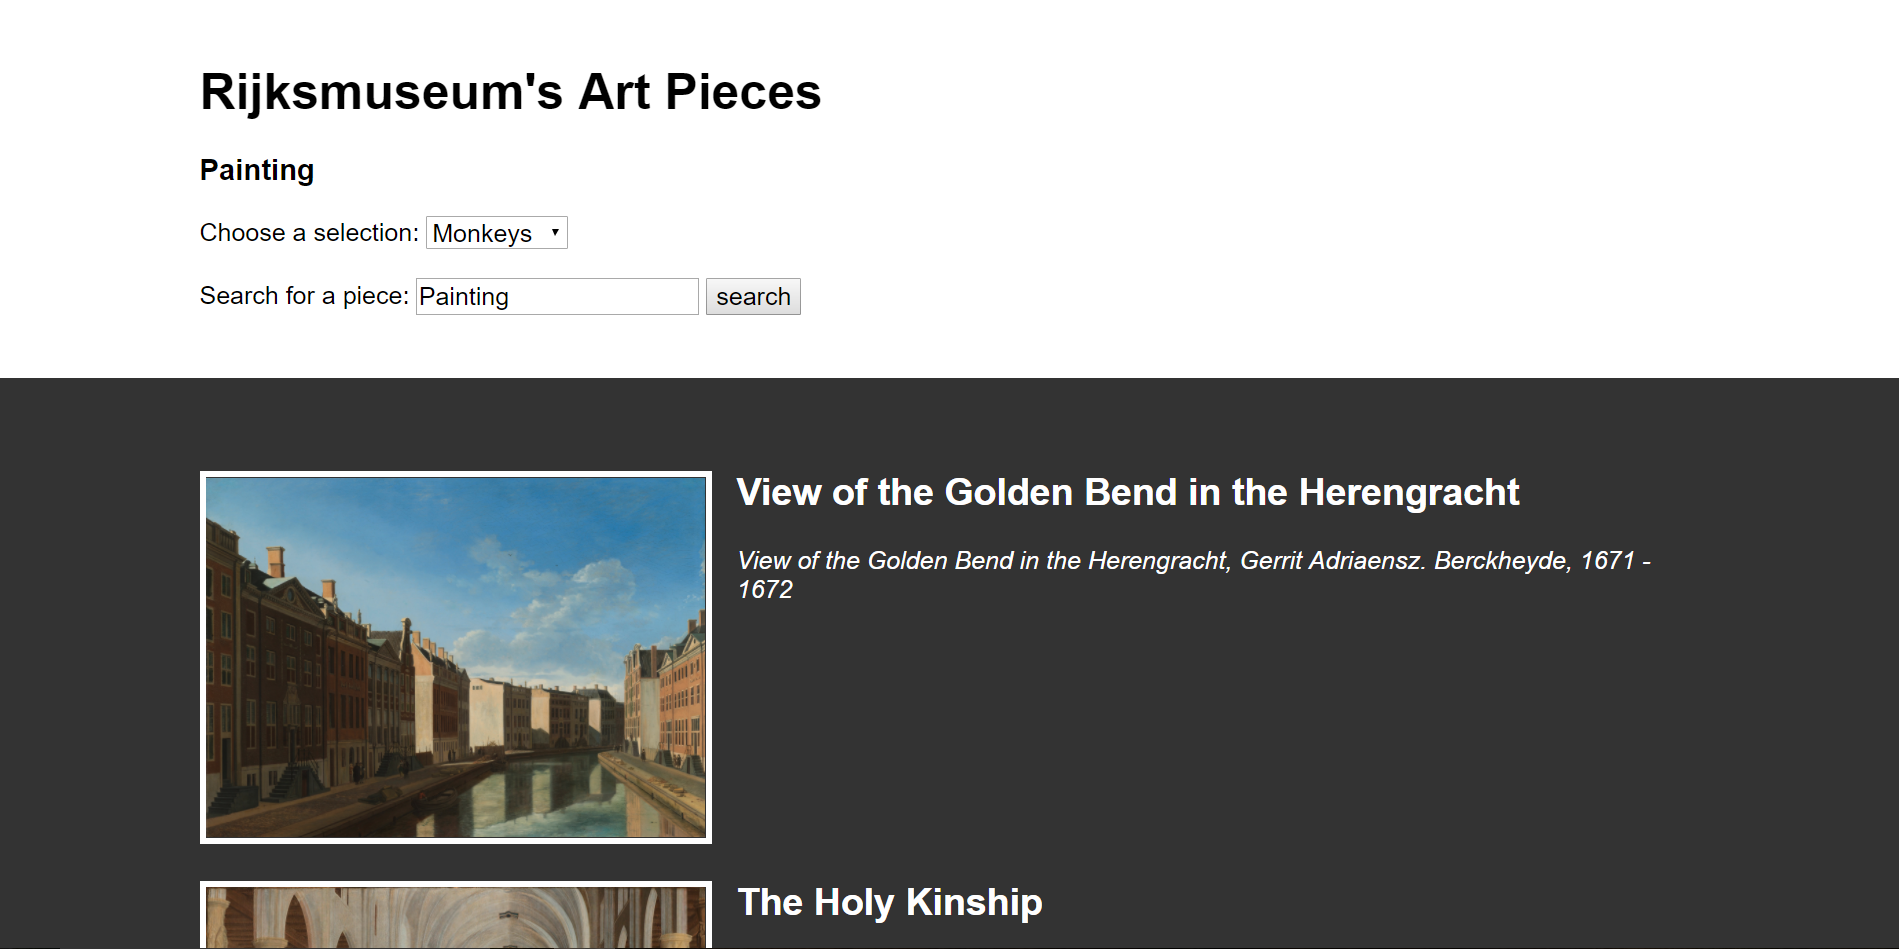 Rijksmuseum's Art Pieces
Painting
Choose a selection: Monkeys
Search for a piece: Painting search
View of the Golden Bend in the Herengracht
View of the Golden Bend in the Herengracht, Gerrit Adriaensz. Berckheyde, 1671 -
1672
The Holy Kinship